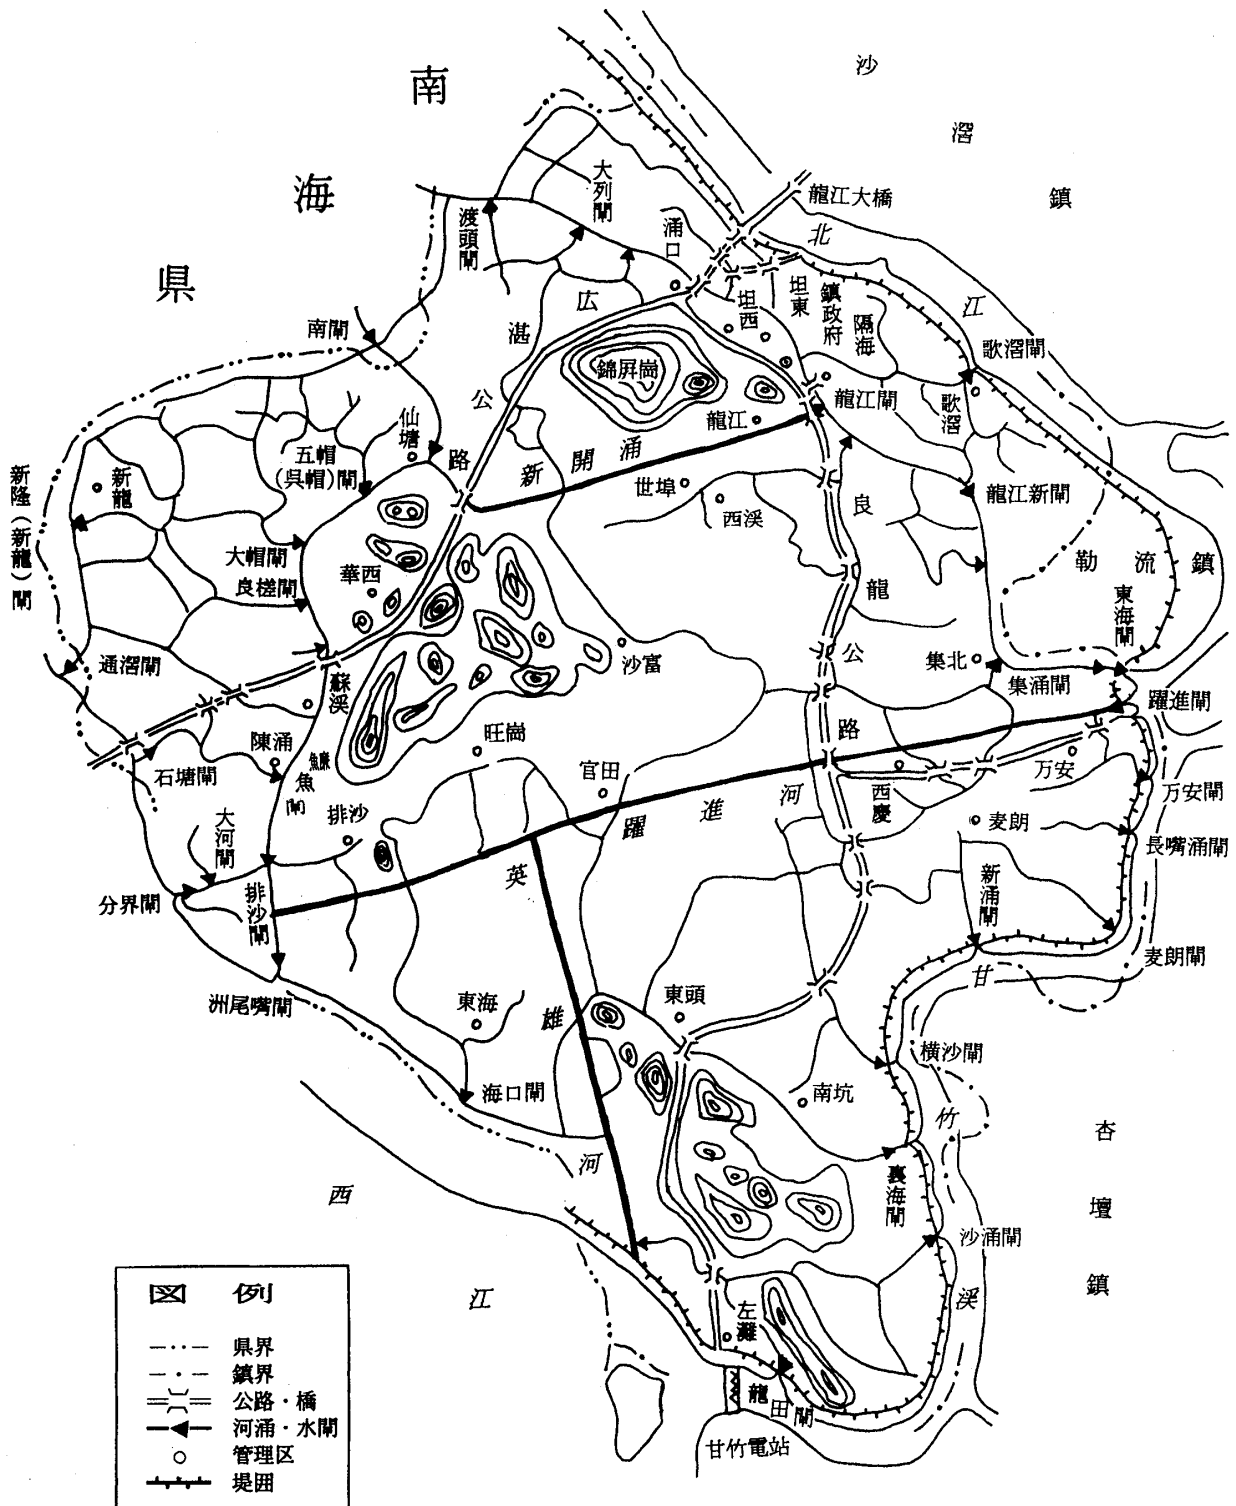 南海県
沙滘鎮
龍江大橋
北江
大列閘
渡頭閘
涌口
広湛公路
坦西
坦東
鎮政府
隔海
歌滘閘
歌滘
南閘
錦屏崗
龍江閘
龍江
仙塘
五帽
(呉帽)閘
新龍
新隆(新龍)閘
新開涌
世埠
西渓
龍江新閘
良龍公路
勒流鎮
大帽閘
良槎閘
華西
東海閘
通滘閘
蘇渓
沙富
集北
集涌閘
躍進閘
陳涌
石塘閘
旺崗
官田
躍進河
西慶
万安
万安閘
大河閘
排沙
麦朗
長嘴涌閘
分界閘
排沙閘
英雄河
新涌閘
麦朗閘
洲尾嘴閘
東海
東頭
甘竹渓
横沙閘
海口閘
南坑
裏海閘
杏壇鎮
西江
沙涌閘
左灘
龍田閘
甘竹電站
図例
県界
鎮界
公路・橋
河涌・水閘
管理区
堤囲